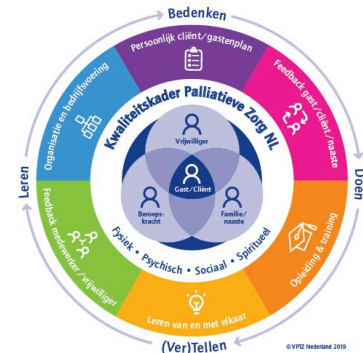 Bedenken
Persoonlijk cliënt/gastenplan
Feedback gast/cliënt/naaste
Doen
Opleiding & training
Leren van en met elkaar
(Ver)Tellen
Feedback medewerker/vrijwilliger
Leren
Organisatie en bedrijfsvoering
Kwaliteitskader Palliatieve Zorg NL
Vrijwilliger
Gast/Cliënt
Beroeps-
kracht
Familie/
naaste
Fysiek • Psychisch • Sociaal • Spiritueel
©VPTZ Nederland 2019